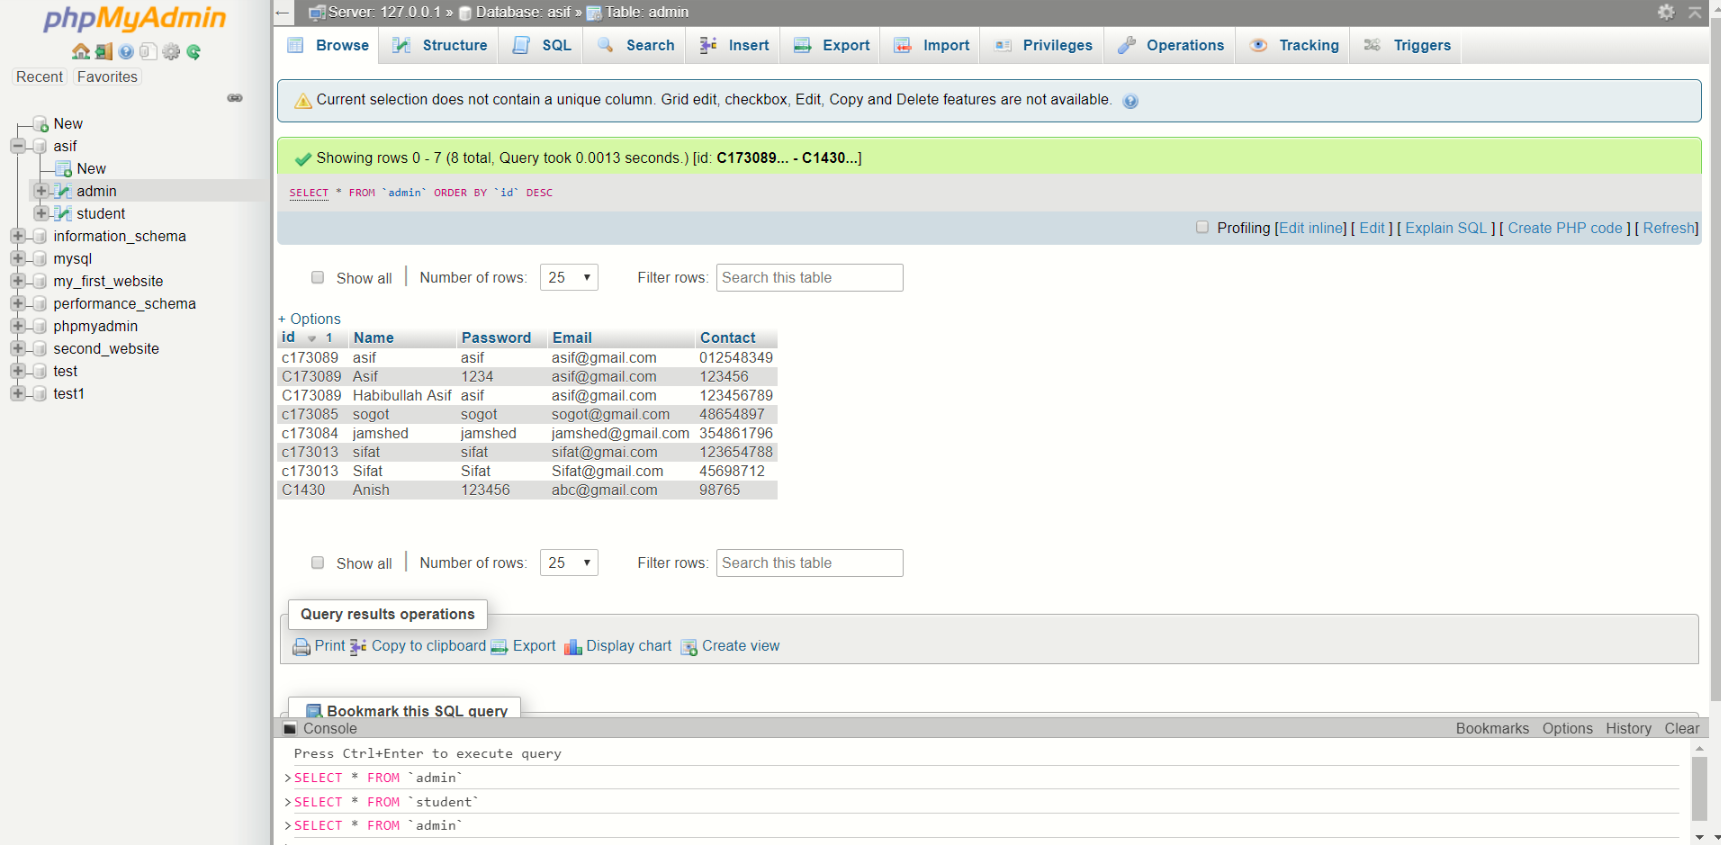 phpMyAdmin
Recent Favorites
New
asif
New
admin
student
information_schema
mysql
my_first_website
performance_schema
phpmyadmin
second_website
test
test1
Server: 127.0.0.1 » Database: asif » Table: admin
Browse Structure SQL Search Insert Export Import Privileges Operations Tracking Triggers
Current selection does not contain a unique column. Grid edit, checkbox, Edit, Copy and Delete features are not available.
Showing rows 0 - 7 (8 total, Query took 0.0013 seconds.) [id: C173089... - C1430...]
SELECT * FROM `admin` ORDER BY `id` DESC
Profiling [Edit inline] [ Edit ] [ Explain SQL ] [ Create PHP code ] [ Refresh]
Show all Number of rows: 25 Filter rows: Search this table
+ Options
id 1 Name Password Email Contact
c173089 asif asif asif@gmail.com 012548349
C173089 Asif 1234 asif@gmail.com 123456
C173089 Habibullah Asif asif asif@gmail.com 123456789
c173085 sogot sogot sogot@gmail.com 48654897
c173084 jamshed jamshed jamshed@gmail.com 354861796
c173013 sifat sifat sifat@gmai.com 123654788
c173013 Sifat Sifat Sifat@gmail.com 45698712
C1430 Anish 123456 abc@gmail.com 98765
Show all Number of rows: 25 Filter rows: Search this table
Query results operations
Print Copy to clipboard Export Display chart Create view
Bookmark this SQL query
Console Bookmarks Options History Clear
Press Ctrl+Enter to execute query
>SELECT * FROM `admin`
>SELECT * FROM `student`
>SELECT * FROM `admin`